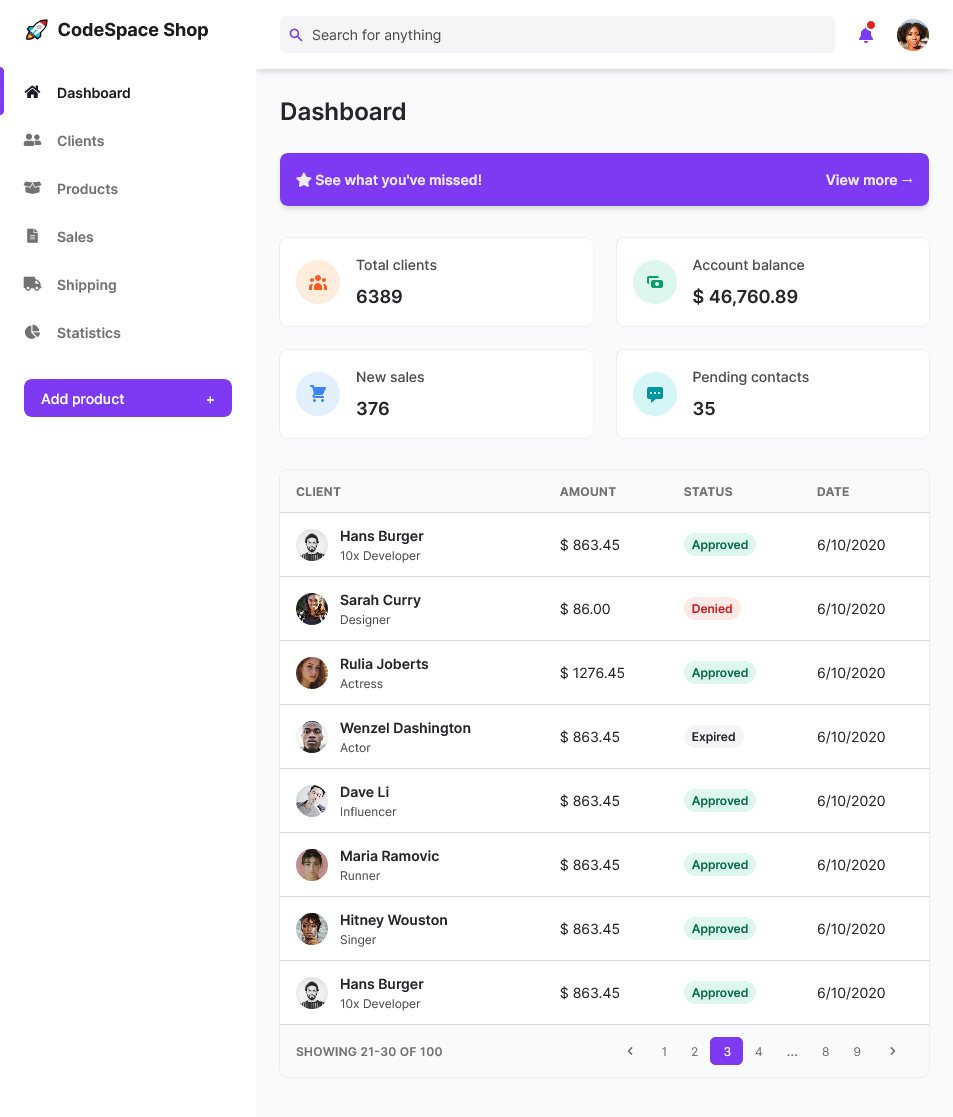 CodeSpace Shop
Search for anything
Dashboard
Clients
Products
Sales
Shipping
Statistics
Add product +
Dashboard
See what you've missed! View more →
Total clients
6389
Account balance
$ 46,760.89
New sales
376
Pending contacts
35
CLIENT AMOUNT STATUS DATE
Hans Burger
10x Developer
$ 863.45 Approved 6/10/2020
Sarah Curry
Designer
$ 86.00 Denied 6/10/2020
Rulia Joberts
Actress
$ 1276.45 Approved 6/10/2020
Wenzel Dashington
Actor
$ 863.45 Expired 6/10/2020
Dave Li
Influencer
$ 863.45 Approved 6/10/2020
Maria Ramovic
Runner
$ 863.45 Approved 6/10/2020
Hitney Wouston
Singer
$ 863.45 Approved 6/10/2020
Hans Burger
10x Developer
$ 863.45 Approved 6/10/2020
SHOWING 21-30 OF 100 1 2 3 4 ... 8 9